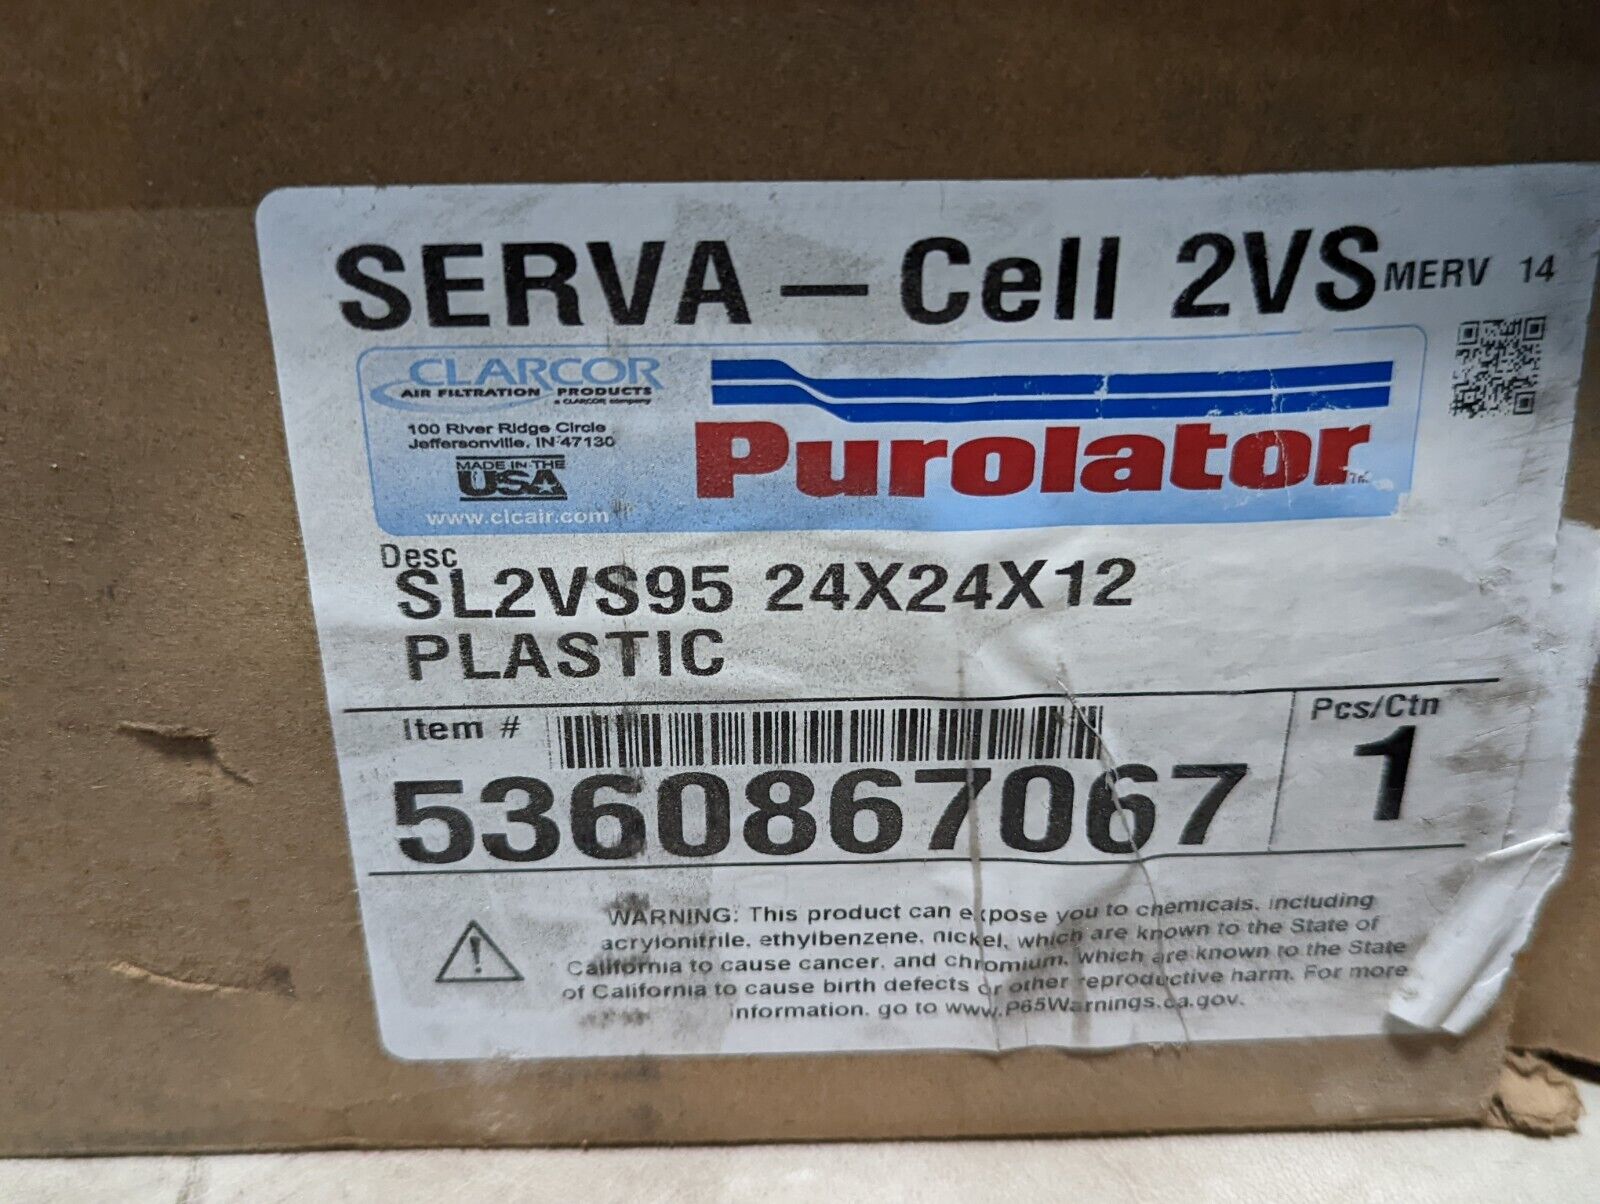 SERVA - Cell 2VS MERV 14
CLARCOR
AIR FILTRATION PRODUCTS
a CLARCOR company
100 River Ridge Circle
Jeffersonville, IN 47130
MADE IN THE
USA
www.clcair.com
Purolator
TM
Desc
SL2VS95 24X24X12
PLASTIC
Item #
5360867067
Pcs/Ctn
1
WARNING: This product can expose you to chemicals, including
acrylonitrile, ethylbenzene, nickel, which are known to the State of
California to cause cancer, and chromium, which are known to the State
of California to cause birth defects or other reproductive harm. For more
information, go to www.P65Warnings.ca.gov.